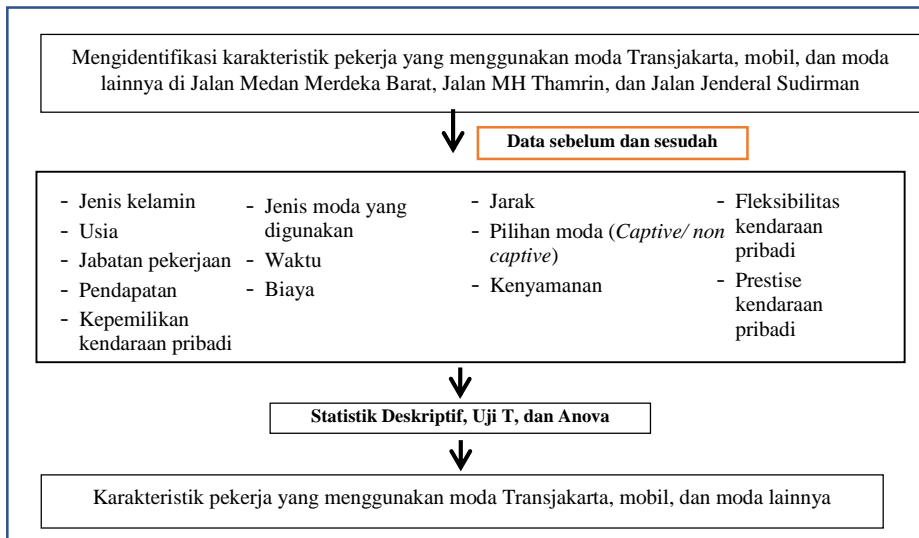 Mengidentifikasi karakteristik pekerja yang menggunakan moda Transjakarta, mobil, dan moda
lainnya di Jalan Medan Merdeka Barat, Jalan MH Thamrin, dan Jalan Jenderal Sudirman
Data sebelum dan sesudah
- Jenis kelamin
- Usia
- Jabatan pekerjaan
- Pendapatan
- Kepemilikan
kendaraan pribadi
- Jenis moda yang
digunakan
- Waktu
- Biaya
- Jarak
- Pilihan moda (Captive/ non
captive)
- Kenyamanan
- Fleksibilitas
kendaraan
pribadi
- Prestise
kendaraan
pribadi
Statistik Deskriptif, Uji T, dan Anova
Karakteristik pekerja yang menggunakan moda Transjakarta, mobil, dan moda lainnya